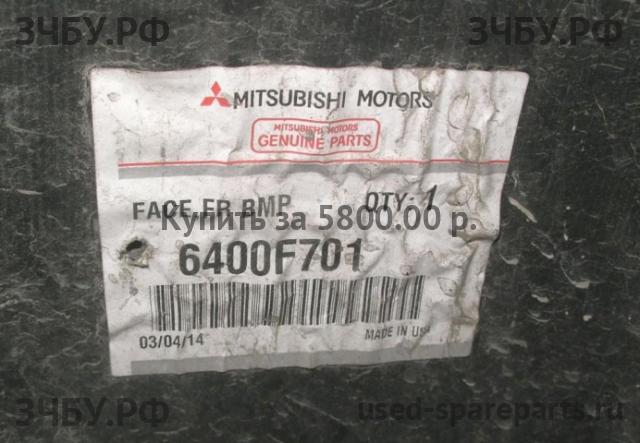 ЗЧБУ.РФ ЗЧБУ.РФ
MITSUBISHI MOTORS
MITSUBISHI MOTORS
GENUINE PARTS
FACE,FR BMP QTY- 1
Купить за 5800.00 р.
6400F701
03/04/14 MADE IN USA
ЗЧБУ.РФ used-spareparts.ru